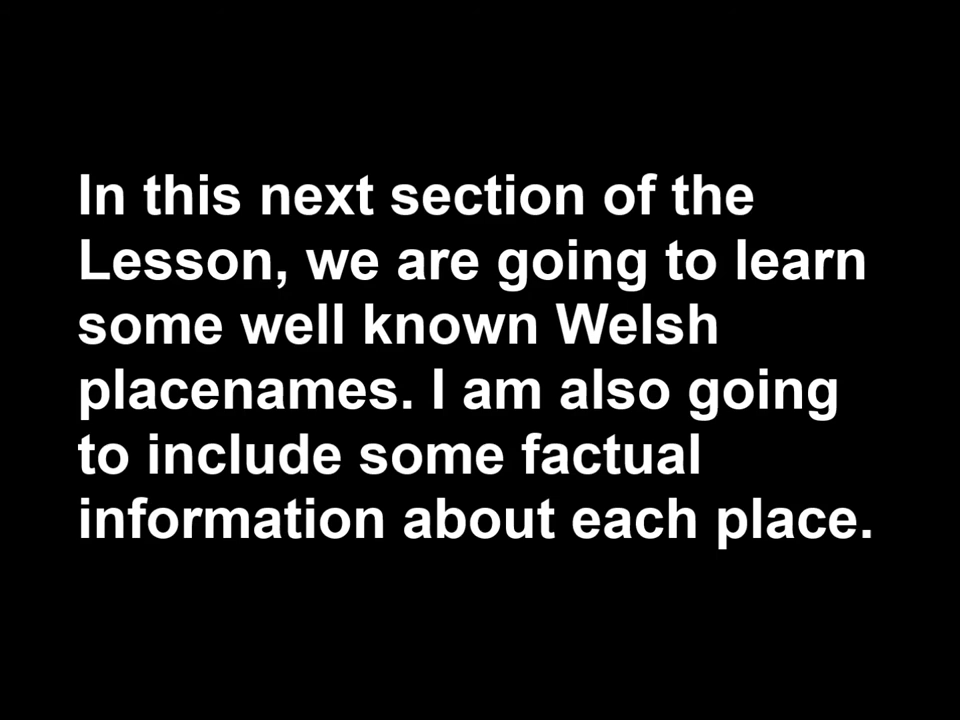 In this next section of the
Lesson, we are going to learn
some well known Welsh
placenames. I am also going
to include some factual
information about each place.